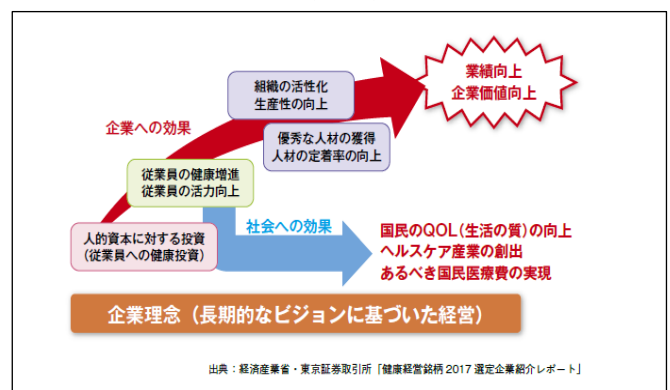 業績向上
企業価値向上
組織の活性化
生産性の向上
企業への効果
優秀な人材の獲得
人材の定着率の向上
従業員の健康増進
従業員の活力向上
人的資本に対する投資
(従業員への健康投資)
社会への効果
国民のQOL(生活の質)の向上
ヘルスケア産業の創出
あるべき国民医療費の実現
企業理念(長期的なビジョンに基づいた経営)
出典:経済産業省・東京証券取引所「健康経営銘柄2017選定企業紹介レポート」